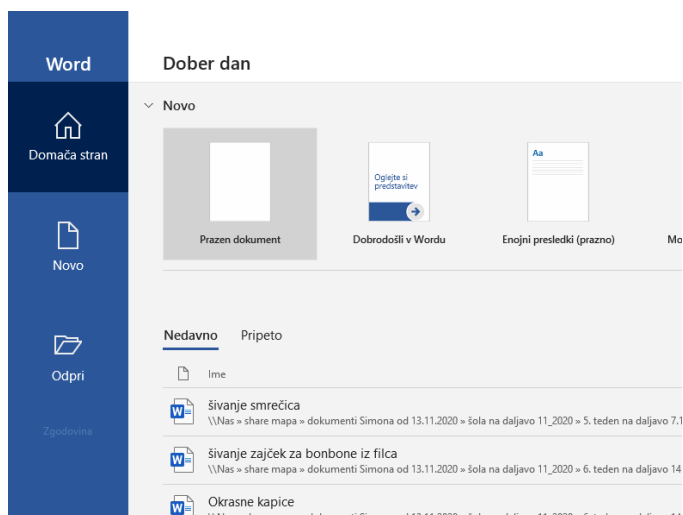 Word
Dober dan
Domača stran
Novo
Odpri
Zgodovina
Novo
Oglejte si
predstavitev
Aa
Prazen dokument
Dobrodošli v Wordu
Enojni presledki (prazno)
Mo
Nedavno
Pripeto
Ime
šivanje smrečica
\\Nas » share mapa » dokumenti Simona od 13.11.2020 » šola na daljavo 11_2020 » 5. teden na daljavo 7.1
šivanje zajček za bonbone iz filca
\\Nas » share mapa » dokumenti Simona od 13.11.2020 » šola na daljavo 11_2020 » 6. teden na daljavo 14
Okrasne kapice